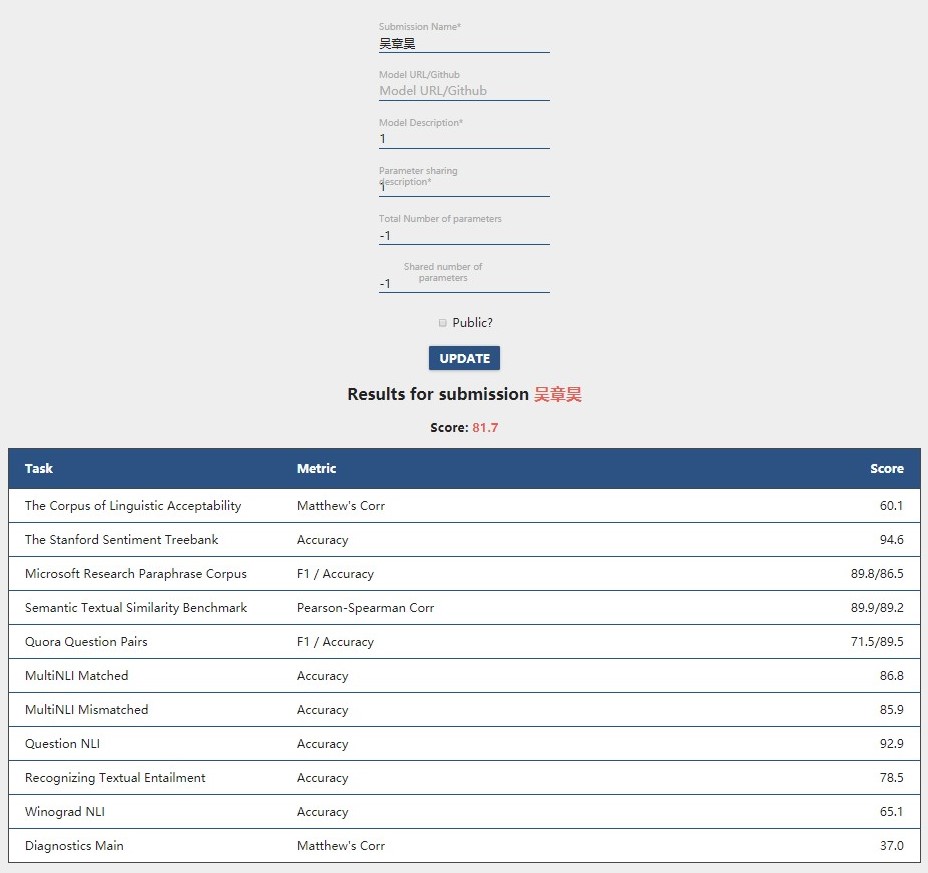 Submission Name*
吴章昊
Model URL/Github
Model URL/Github
Model Description*
1
Parameter sharing
description*
1
Total Number of parameters
-1
Shared number of
parameters
-1
Public?
UPDATE
Results for submission 吴章昊
Score: 81.7
Task Metric Score
The Corpus of Linguistic Acceptability Matthew's Corr 60.1
The Stanford Sentiment Treebank Accuracy 94.6
Microsoft Research Paraphrase Corpus F1 / Accuracy 89.8/86.5
Semantic Textual Similarity Benchmark Pearson-Spearman Corr 89.9/89.2
Quora Question Pairs F1 / Accuracy 71.5/89.5
MultiNLI Matched Accuracy 86.8
MultiNLI Mismatched Accuracy 85.9
Question NLI Accuracy 92.9
Recognizing Textual Entailment Accuracy 78.5
Winograd NLI Accuracy 65.1
Diagnostics Main Matthew's Corr 37.0